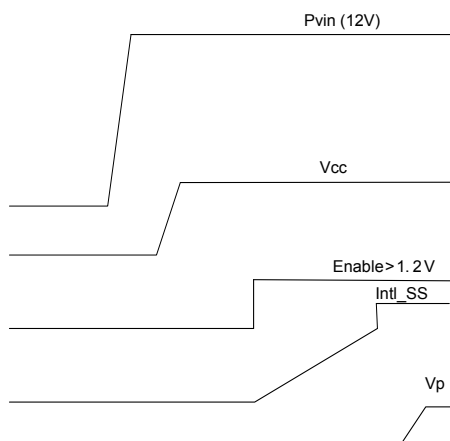 Pvin (12V)
Vcc
Enable>1.2V
Intl_SS
Vp